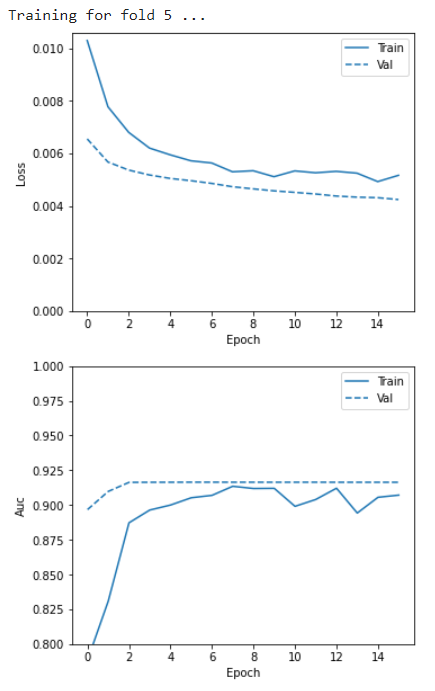 Training for fold 5 ...
Train
Val
0.010
0.008
0.006
0.004
0.002
0.000
Loss
0 2 4 6 8 10 12 14
Epoch
Train
Val
1.000
0.975
0.950
0.925
0.900
0.875
0.850
0.825
0.800
Auc
0 2 4 6 8 10 12 14
Epoch